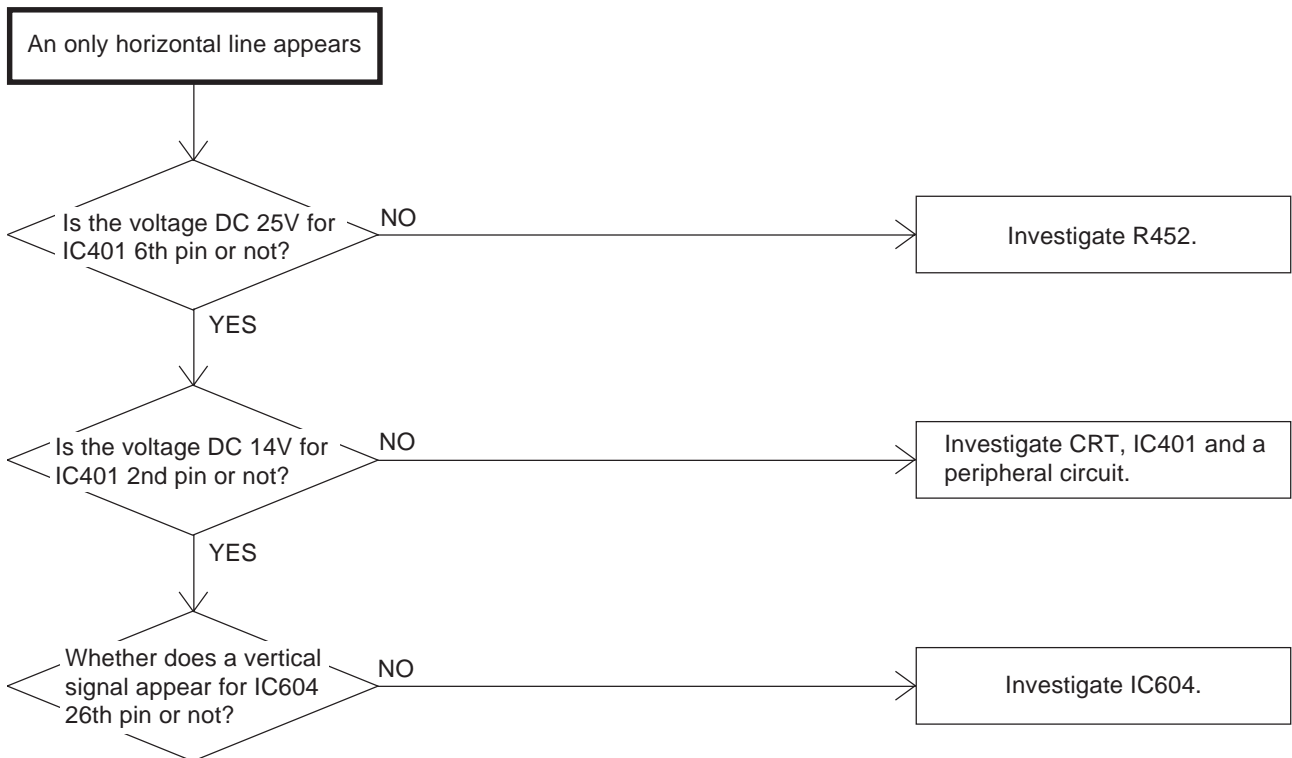 An only horizontal line appears
Is the voltage DC 25V for
IC401 6th pin or not?
NO
Investigate R452.
YES
Is the voltage DC 14V for
IC401 2nd pin or not?
NO
Investigate CRT, IC401 and a
peripheral circuit.
YES
Whether does a vertical
signal appear for IC604
26th pin or not?
NO
Investigate IC604.